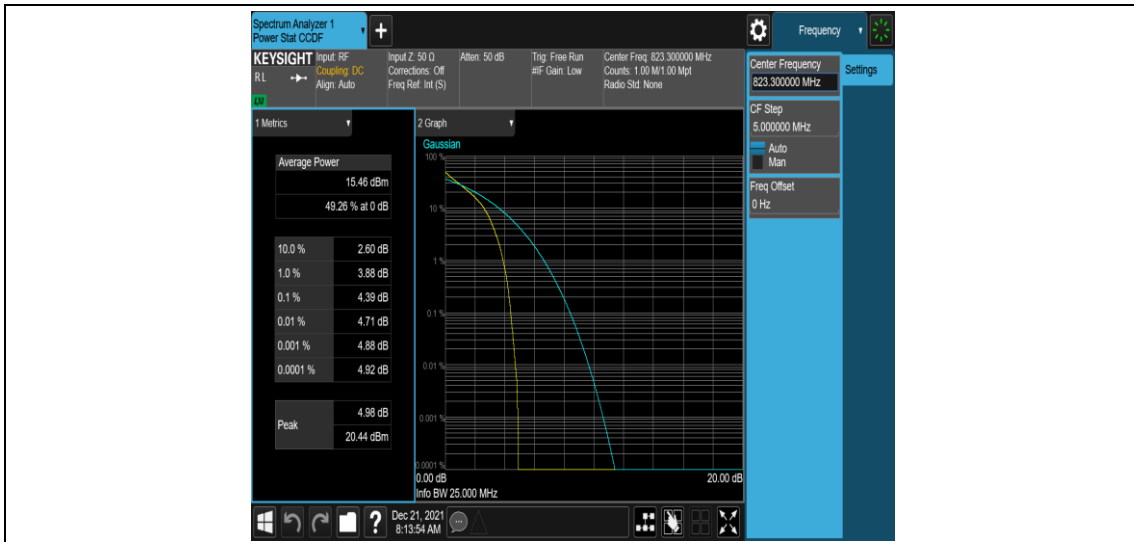 Spectrum Analyzer 1
Power Stat CCDF
+
Frequency
KEYSIGHT
RL
LXI
Input: RF
Coupling: DC
Align: Auto
Input Z: 50 Ω
Corrections: Off
Freq Ref: Int (S)
Atten: 50 dB
Trig: Free Run
#IF Gain: Low
Center Freq: 823.300000 MHz
Counts: 1.00 M/1.00 Mpt
Radio Std: None
Center Frequency
823.300000 MHz
Settings
CF Step
5.000000 MHz
Auto
Man
Freq Offset
0 Hz
1 Metrics
Average Power
15.46 dBm
49.26 % at 0 dB
10.0 % 2.60 dB
1.0 % 3.88 dB
0.1 % 4.39 dB
0.01 % 4.71 dB
0.001 % 4.88 dB
0.0001 % 4.92 dB
Peak
4.98 dB
20.44 dBm
2 Graph
Gaussian
100 %
10 %
1 %
0.1 %
0.01 %
0.001 %
0.0001 %
0.00 dB 20.00 dB
Info BW 25.000 MHz
?
Dec 21, 2021
8:13:54 AM